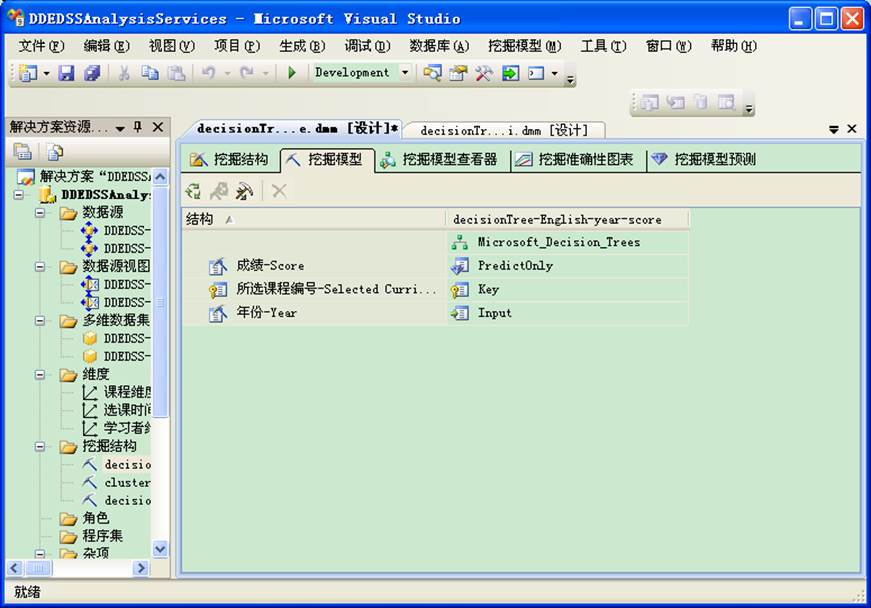 DDEDSSAnalysisServices - Microsoft Visual Studio
文件(F) 编辑(E) 视图(V) 项目(P) 生成(B) 调试(D) 数据库(A) 挖掘模型(M) 工具(T) 窗口(W) 帮助(H)
Development
解决方案资源...
decisionTr...e.dmm [设计]* decisionTr...i.dmm [设计]
挖掘结构 挖掘模型 挖掘模型查看器 挖掘准确性图表 挖掘模型预测
解决方案 “DDEDSSA
DDEDSSAnaly
数据源
DDEDSS-
DDEDSS-
数据源视图
DDEDSS-
DDEDSS-
多维数据集
DDEDSS-
DDEDSS-
维度
课程维度
选课时间
学习者维
挖掘结构
decisio
cluster
decisio
角色
程序集
杂项
结构 decisionTree-English-year-score
Microsoft_Decision_Trees
成绩-Score PredictOnly
所选课程编号-Selected Curri... Key
年份-Year Input
就绪